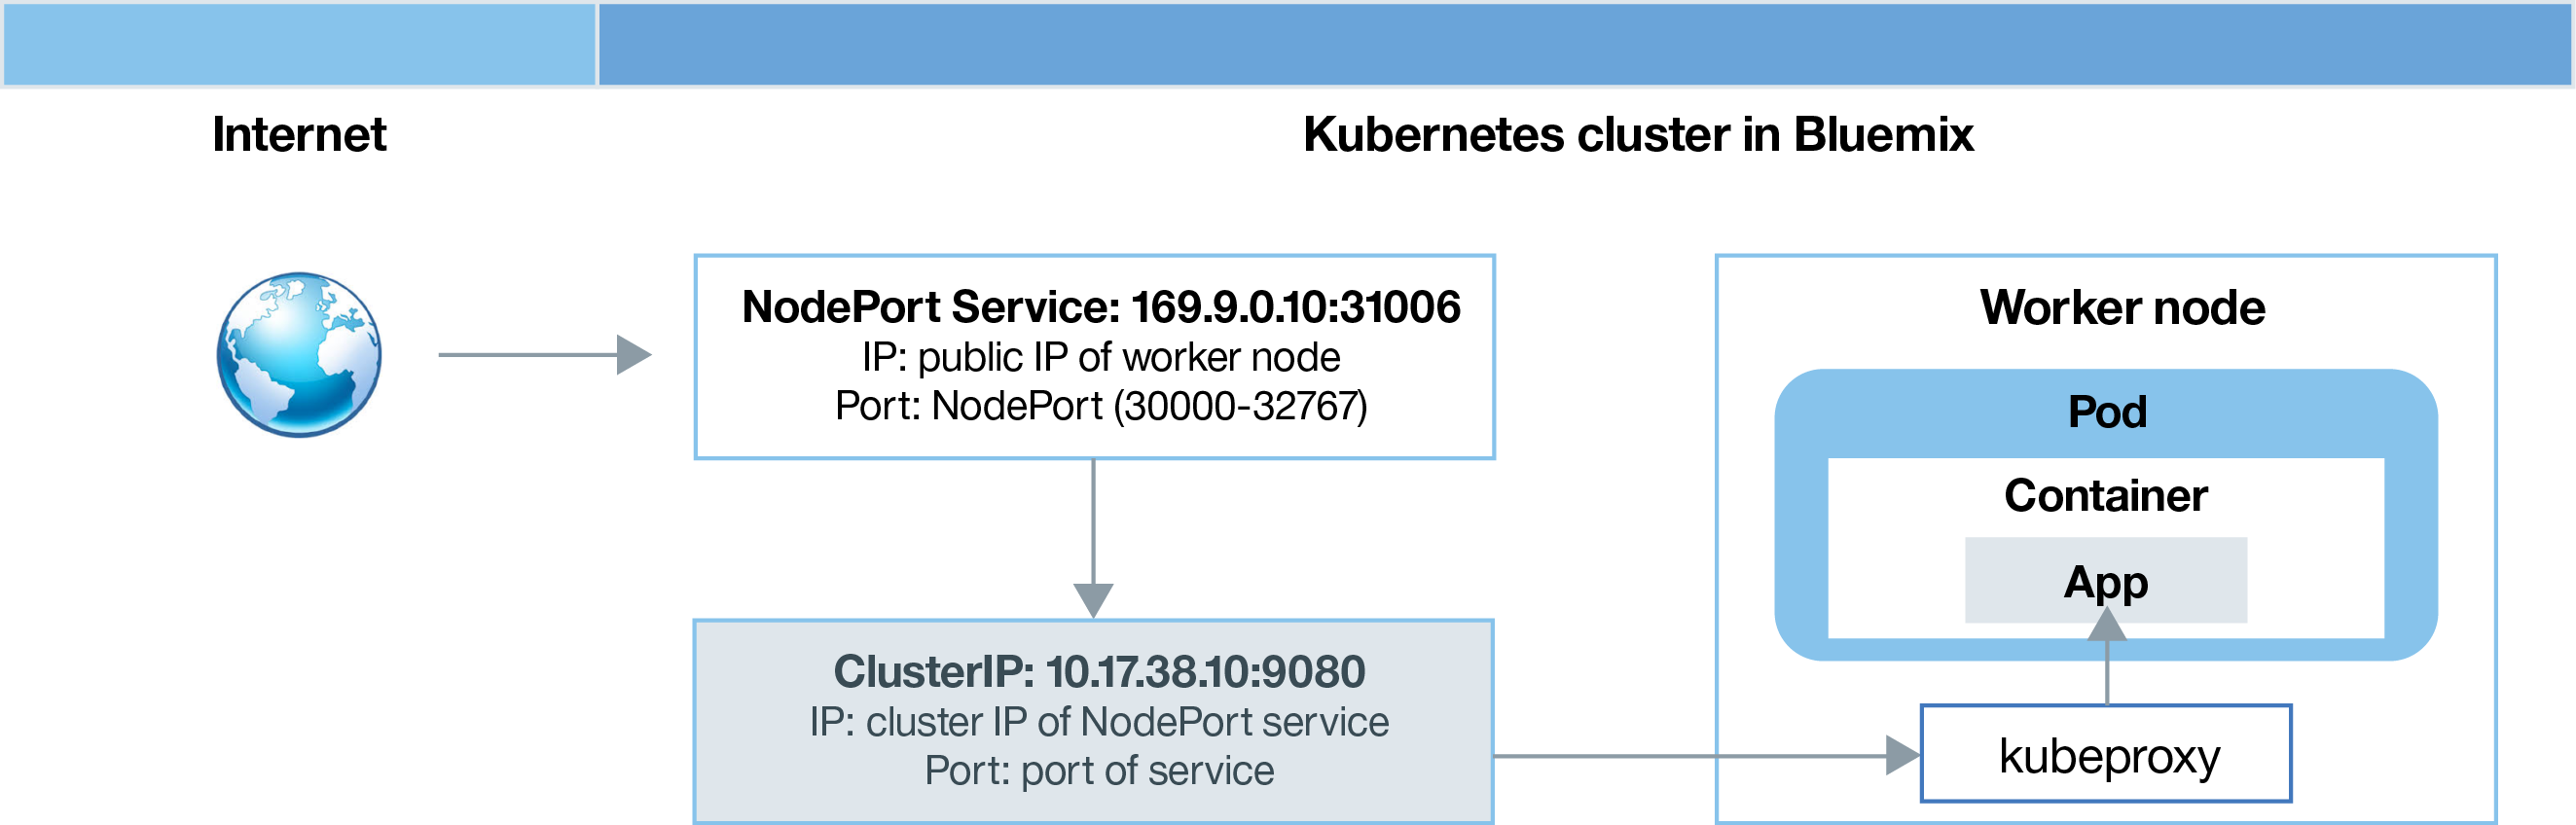 Internet
Kubernetes cluster in Bluemix
NodePort Service: 169.9.0.10:31006
IP: public IP of worker node
Port: NodePort (30000-32767)
ClusterIP: 10.17.38.10:9080
IP: cluster IP of NodePort service
Port: port of service
Worker node
Pod
Container
App
kubeproxy